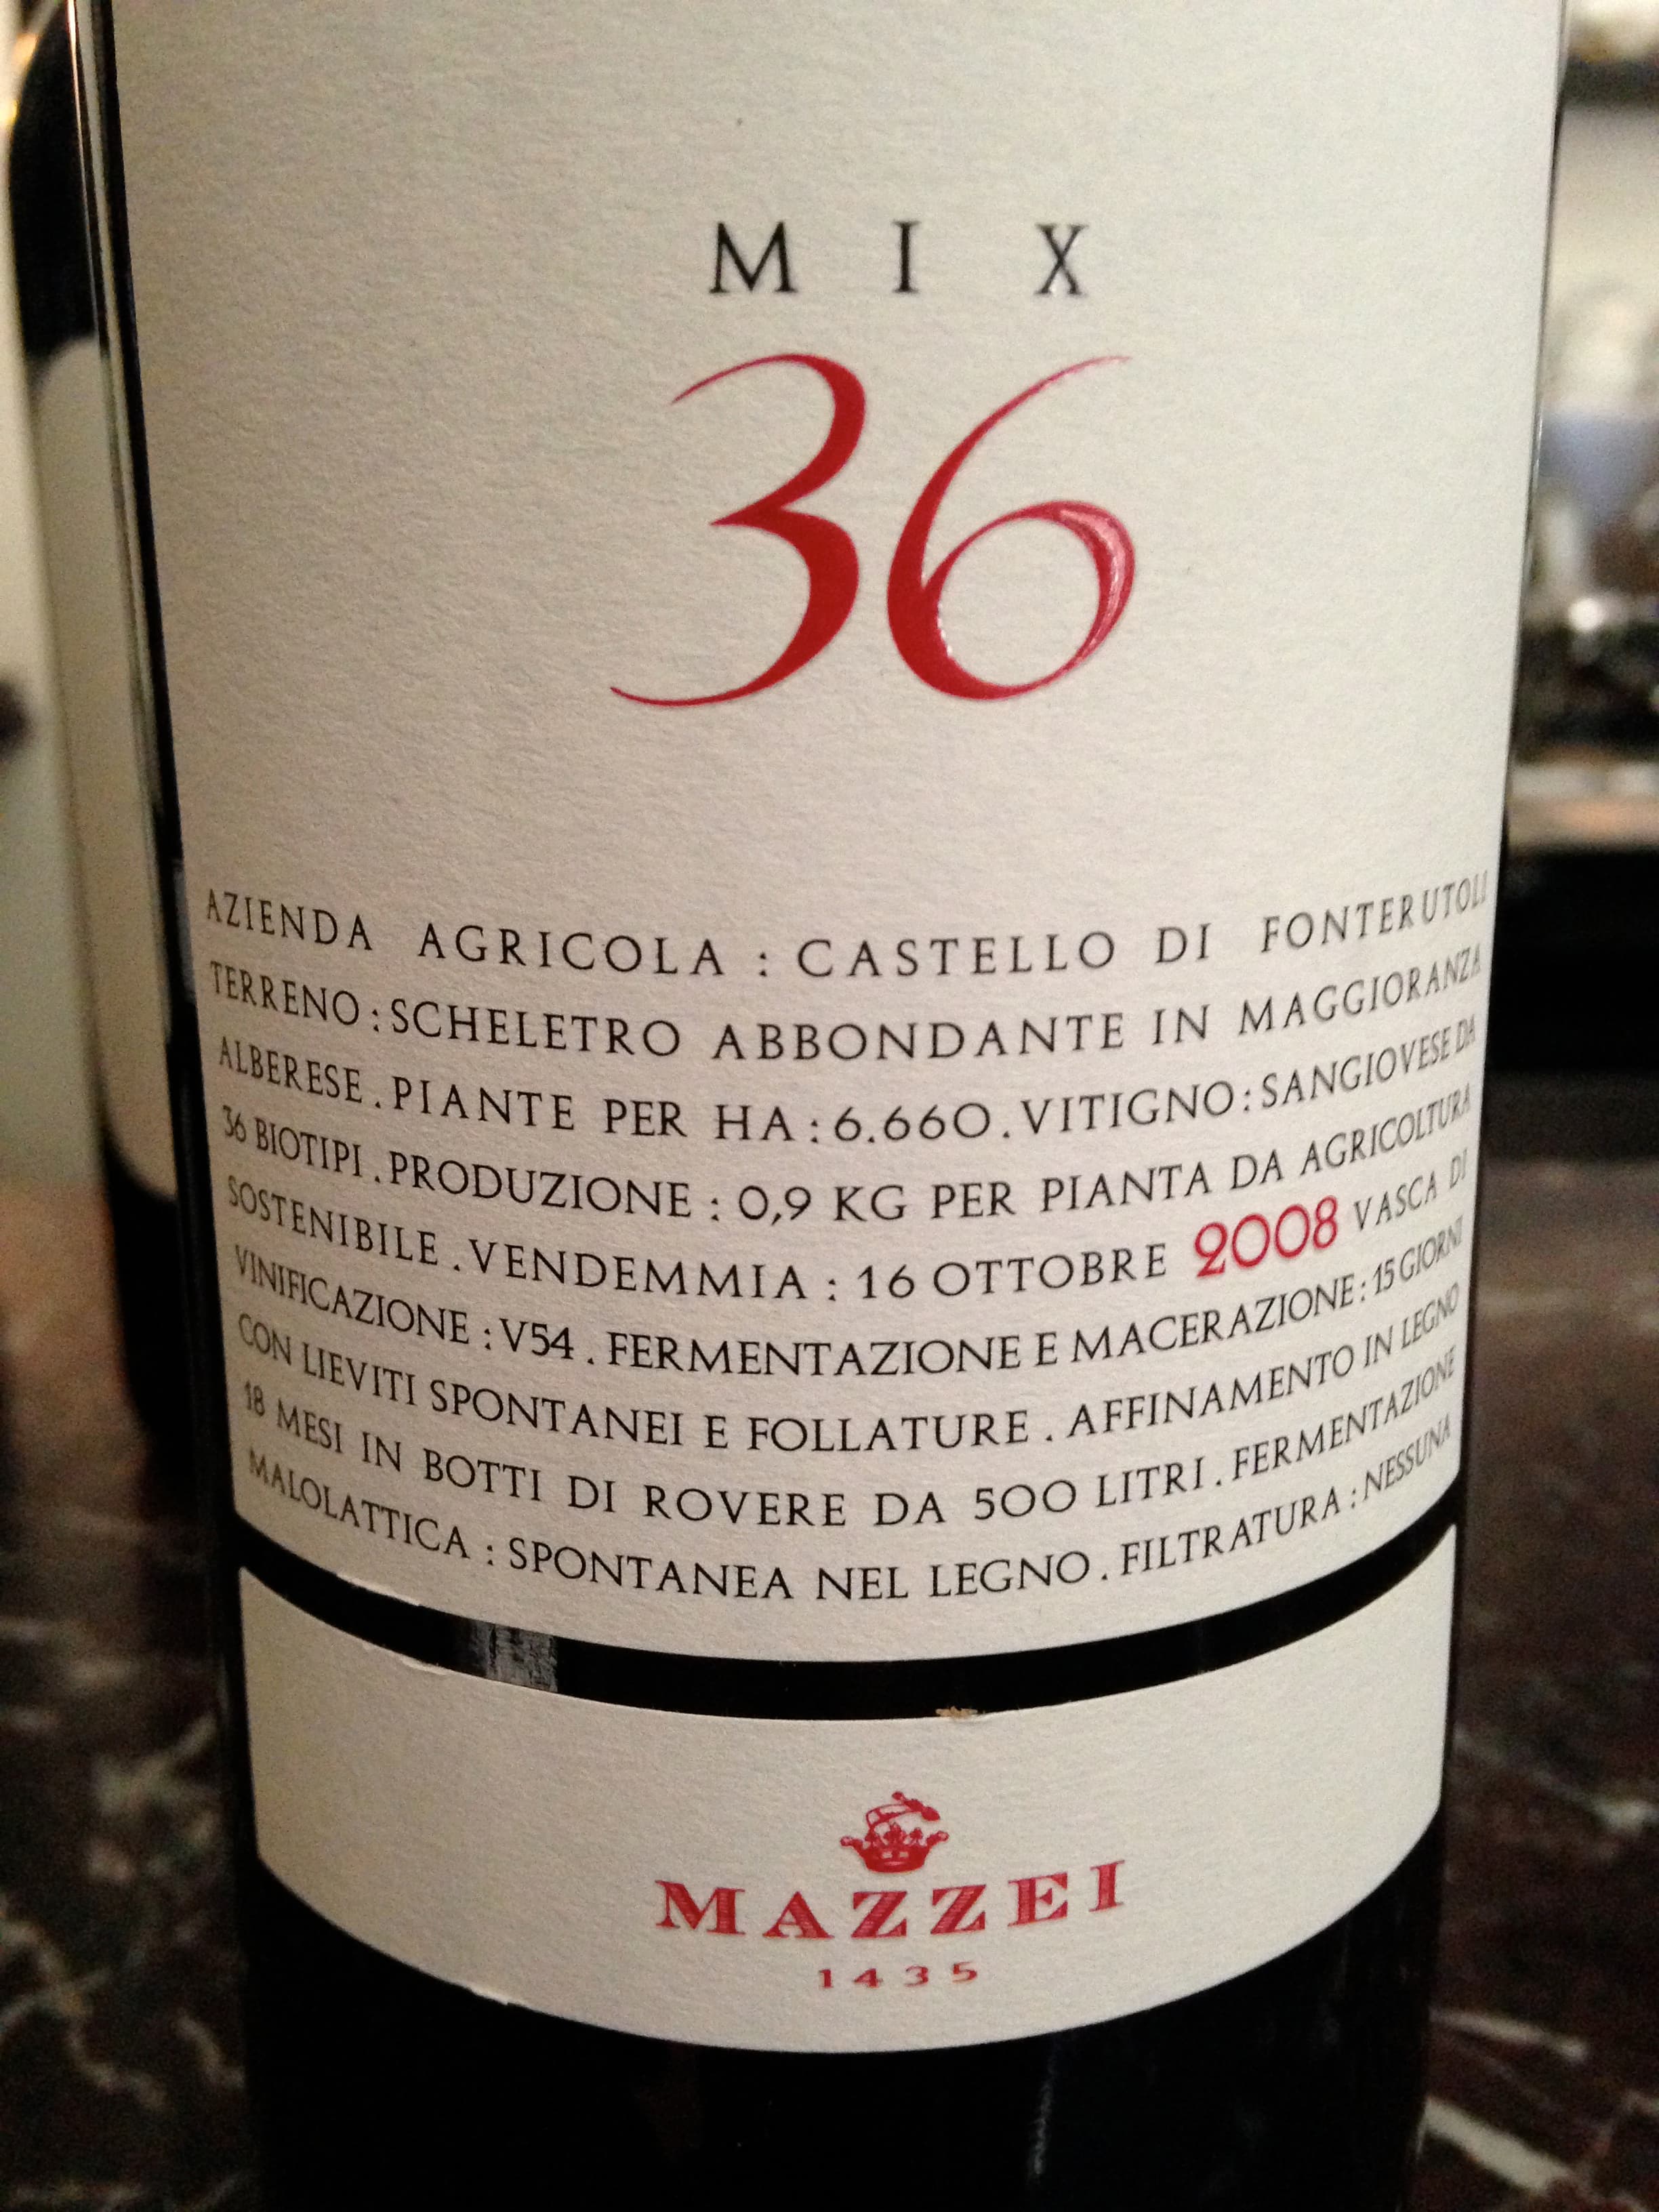 MIX
36
AZIENDA AGRICOLA : CASTELLO DI FONTERUTOLI
TERRENO : SCHELETRO ABBONDANTE IN MAGGIORANZA
ALBERESE . PIANTE PER HA : 6.660 . VITIGNO : SANGIOVESE DA
36 BIOTIPI . PRODUZIONE : 0,9 KG PER PIANTA DA AGRICOLTURA
SOSTENIBILE . VENDEMMIA : 16 OTTOBRE 2008 VASCA DI
VINIFICAZIONE : V54 . FERMENTAZIONE E MACERAZIONE : 15 GIORNI
CON LIEVITI SPONTANEI E FOLLATURE . AFFINAMENTO IN LEGNO
18 MESI IN BOTTI DI ROVERE DA 500 LITRI . FERMENTAZIONE
MALOLATTICA : SPONTANEA NEL LEGNO . FILTRATURA : NESSUNA
MAZZEI
1435